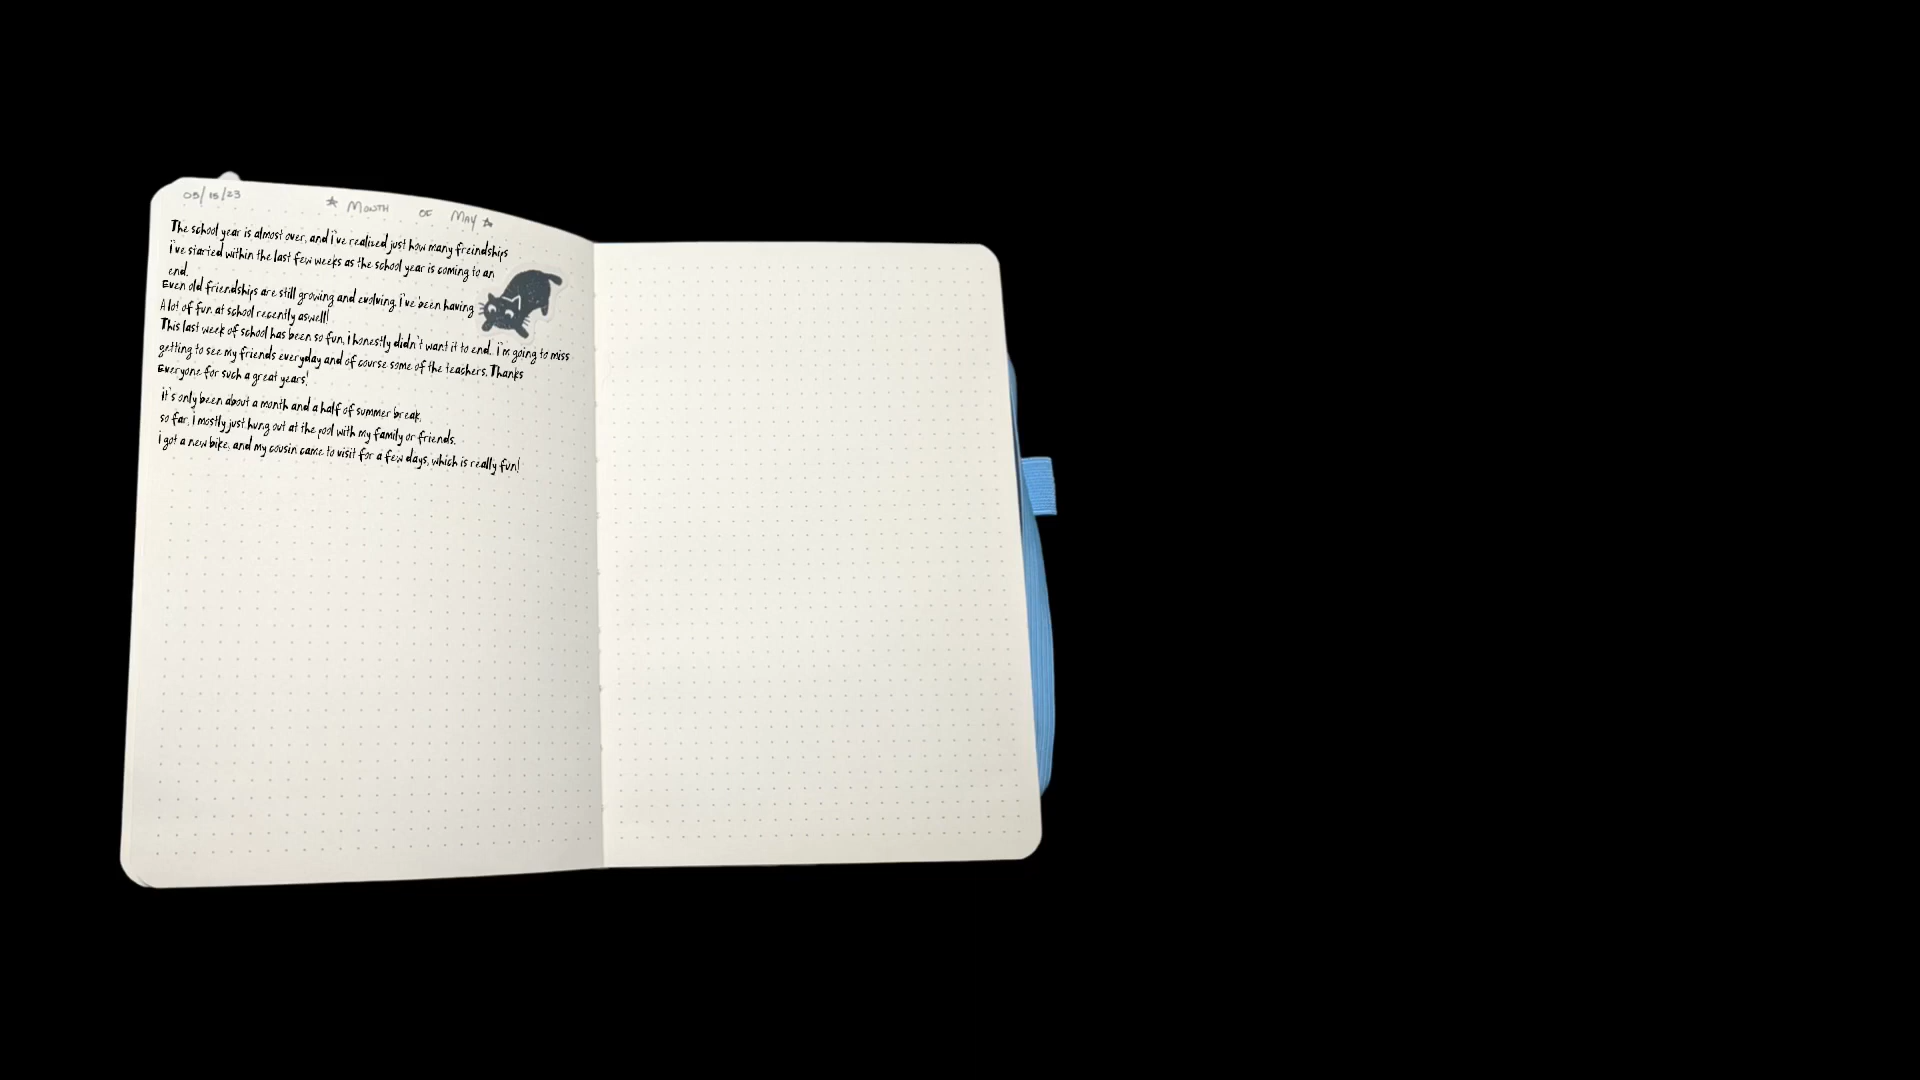 05/15/23
☆ MONTH OF MAY ☆
The school year is almost over, and i've realized just how many freindships
i've started within the last few weeks as the school year is coming to an
end.
Even old friendships are still growing and evolving. i've been having
A lot of fun at school recently aswell!
This last week of school has been so fun, i honestly didn't want it to end. i'm going to miss
getting to see my friends everyday and of course some of the teachers. Thanks
Everyone for such a great years!
it's only been about a month and a half of summer break,
so far, i mostly just hung out at the pool with my family or friends.
i got a new bike, and my cousin came to visit for a few days, which is really fun!